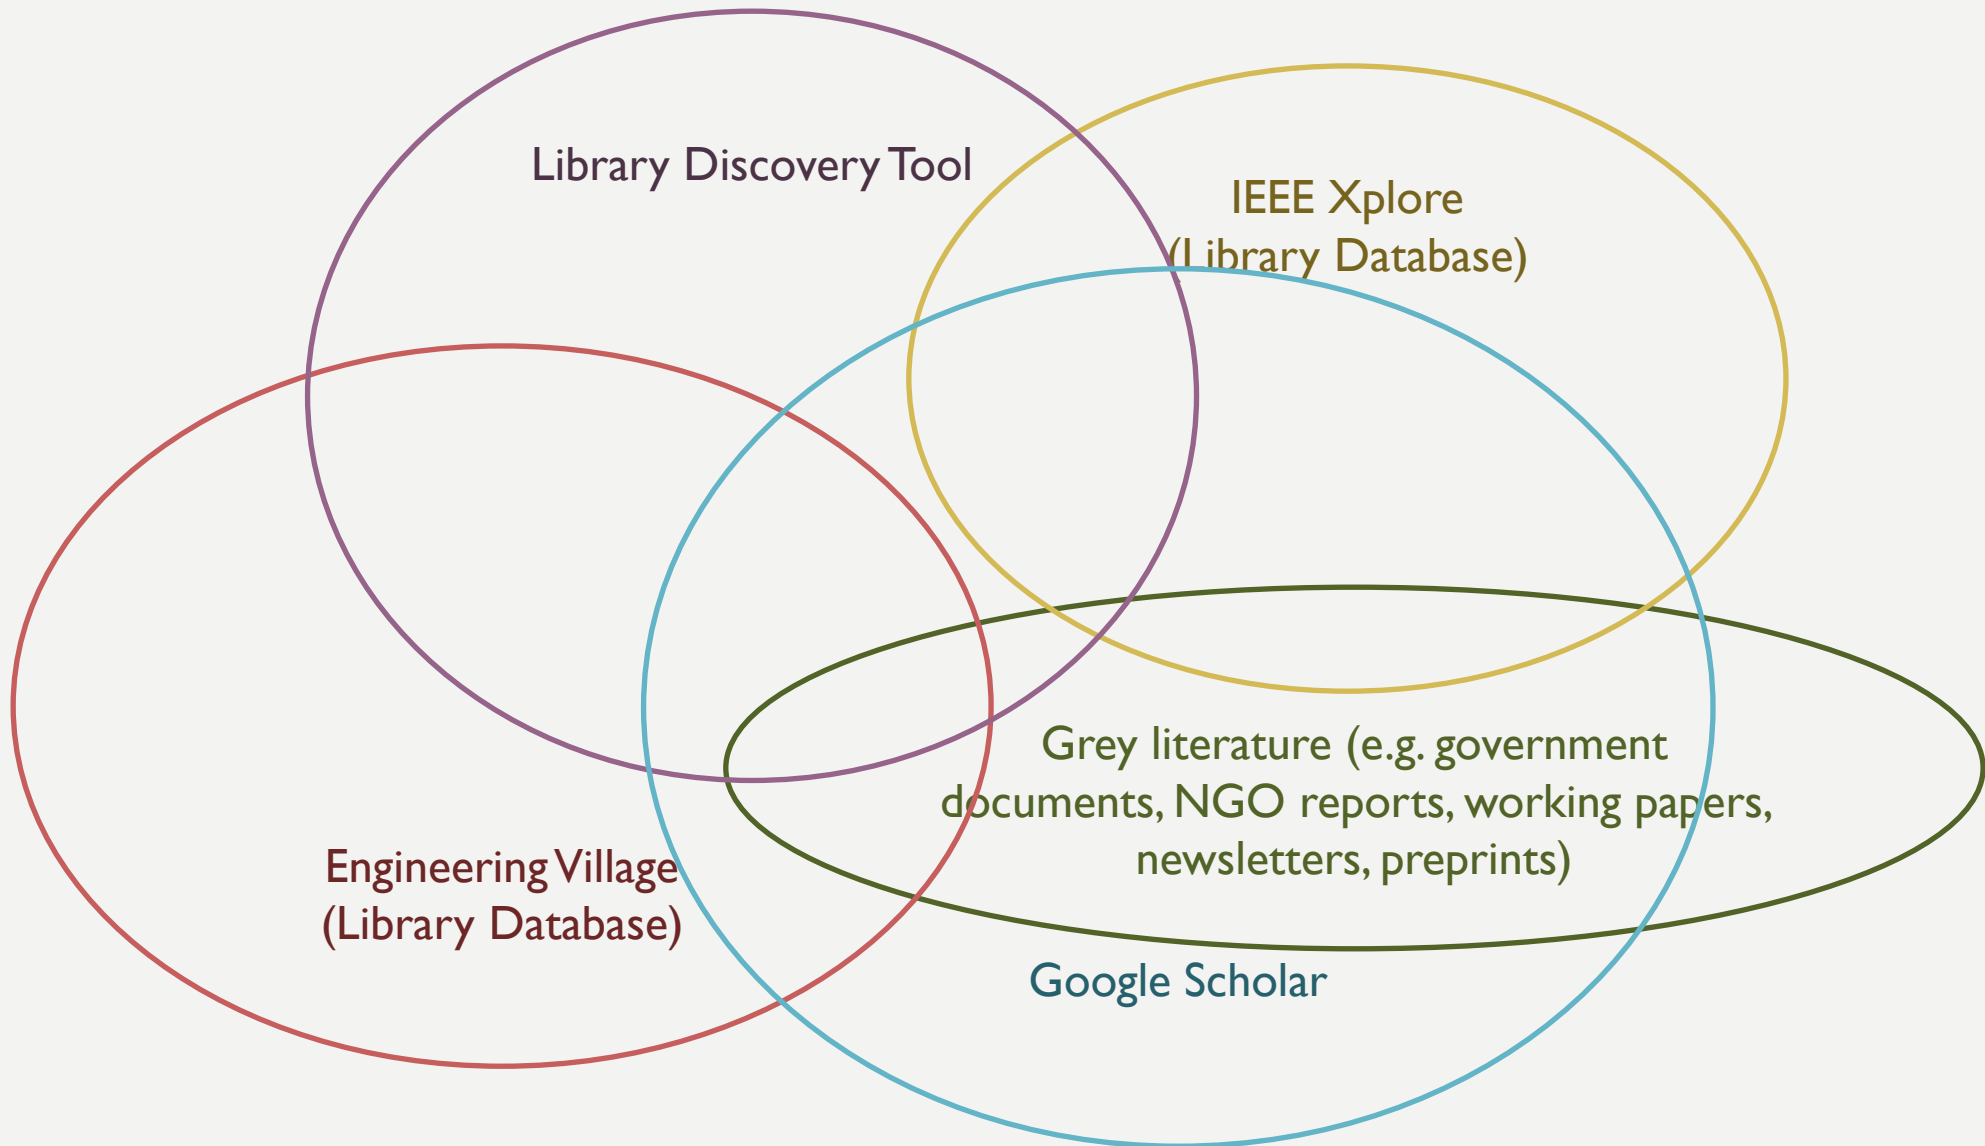 Library Discovery Tool
IEEE Xplore
(Library Database)
Grey literature (e.g. government
documents, NGO reports, working papers,
newsletters, preprints)
Engineering Village
(Library Database)
Google Scholar